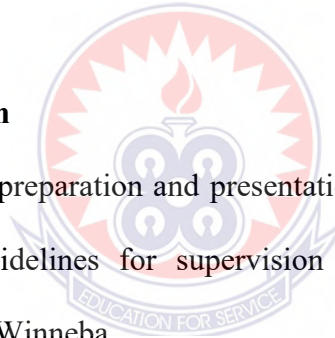 n
preparation and presentati
idelines for supervision
Winneba
EDUCATION FOR SERVICE